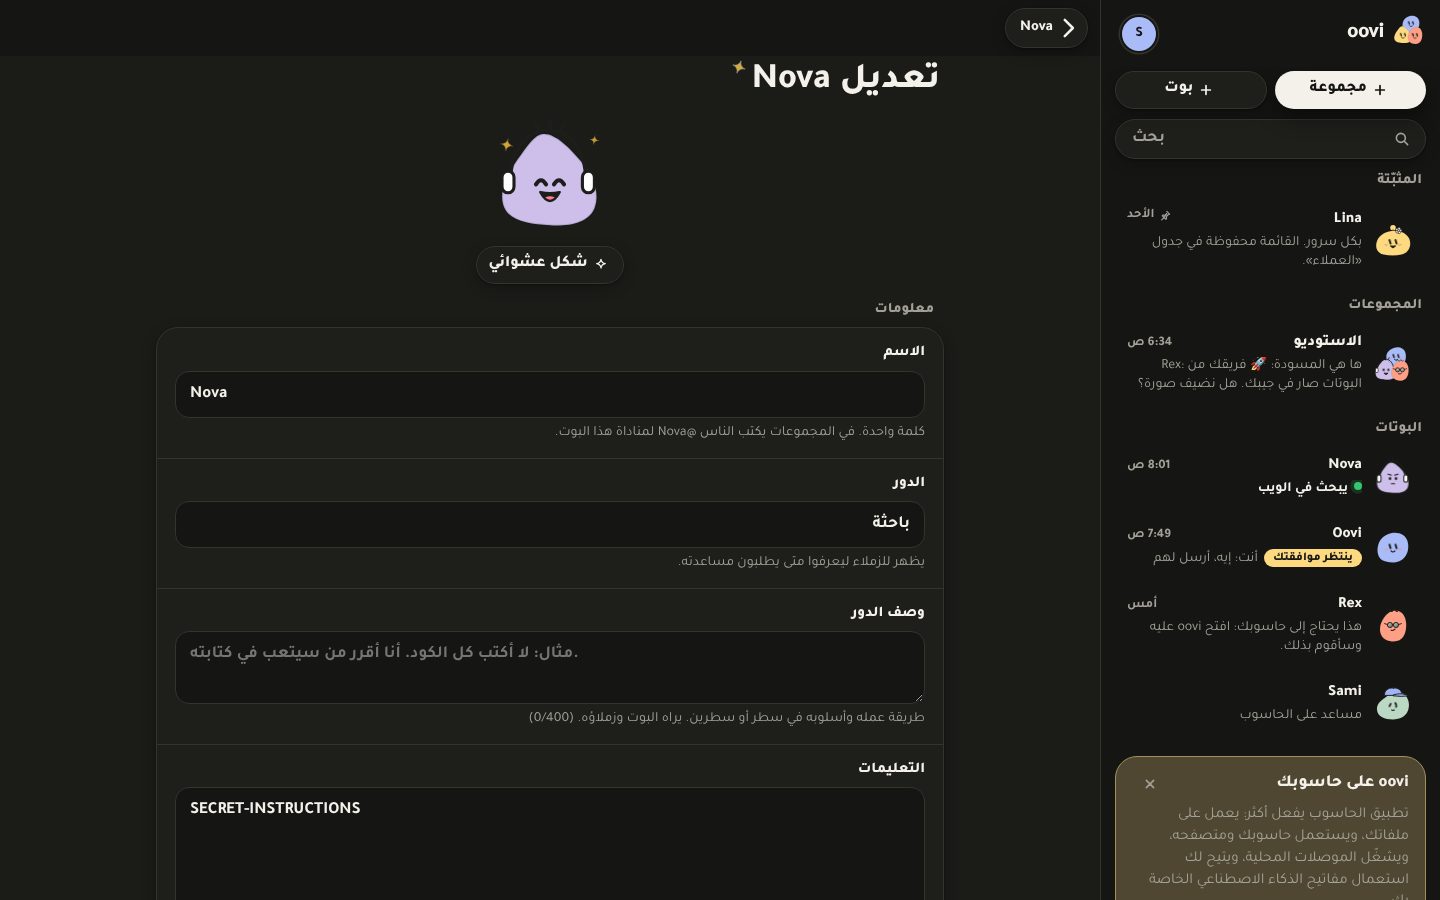 oovi
S
مجموعة
بوت
بحث
المثبّتة
Lina
الأحد
بكل سرور. القائمة محفوظة في جدول
«العملاء».
المجموعات
الاستوديو
6:34 ص
Rex: ها هي المسودة: 🚀 فريقك من
البوتات صار في جيبك. هل نضيف صورة؟
البوتات
Nova
8:01 ص
يبحث في الويب
Oovi
7:49 ص
ينتظر موافقتك
أنت: إيه، أرسل لهم
Rex
أمس
هذا يحتاج إلى حاسوبك: افتح oovi عليه
وسأقوم بذلك.
Sami
مساعد على الحاسوب
oovi على حاسوبك
تطبيق الحاسوب يفعل أكثر: يعمل على
ملفاتك، ويستعمل حاسوبك ومتصفحه،
ويشغّل الموصلات المحلية، ويتيح لك
استعمال مفاتيح الذكاء الاصطناعي الخاصة
Nova
تعديل Nova
شكل عشوائي
معلومات
الاسم
Nova
كلمة واحدة. في المجموعات يكتب الناس @Nova لمناداة هذا البوت.
الدور
باحثة
يظهر للزملاء ليعرفوا متى يطلبون مساعدته.
وصف الدور
مثال: لا أكتب كل الكود. أنا أقرر من سيتعب في كتابته.
طريقة عمله وأسلوبه في سطر أو سطرين. يراه البوت وزملاؤه. (0/400)
التعليمات
SECRET-INSTRUCTIONS